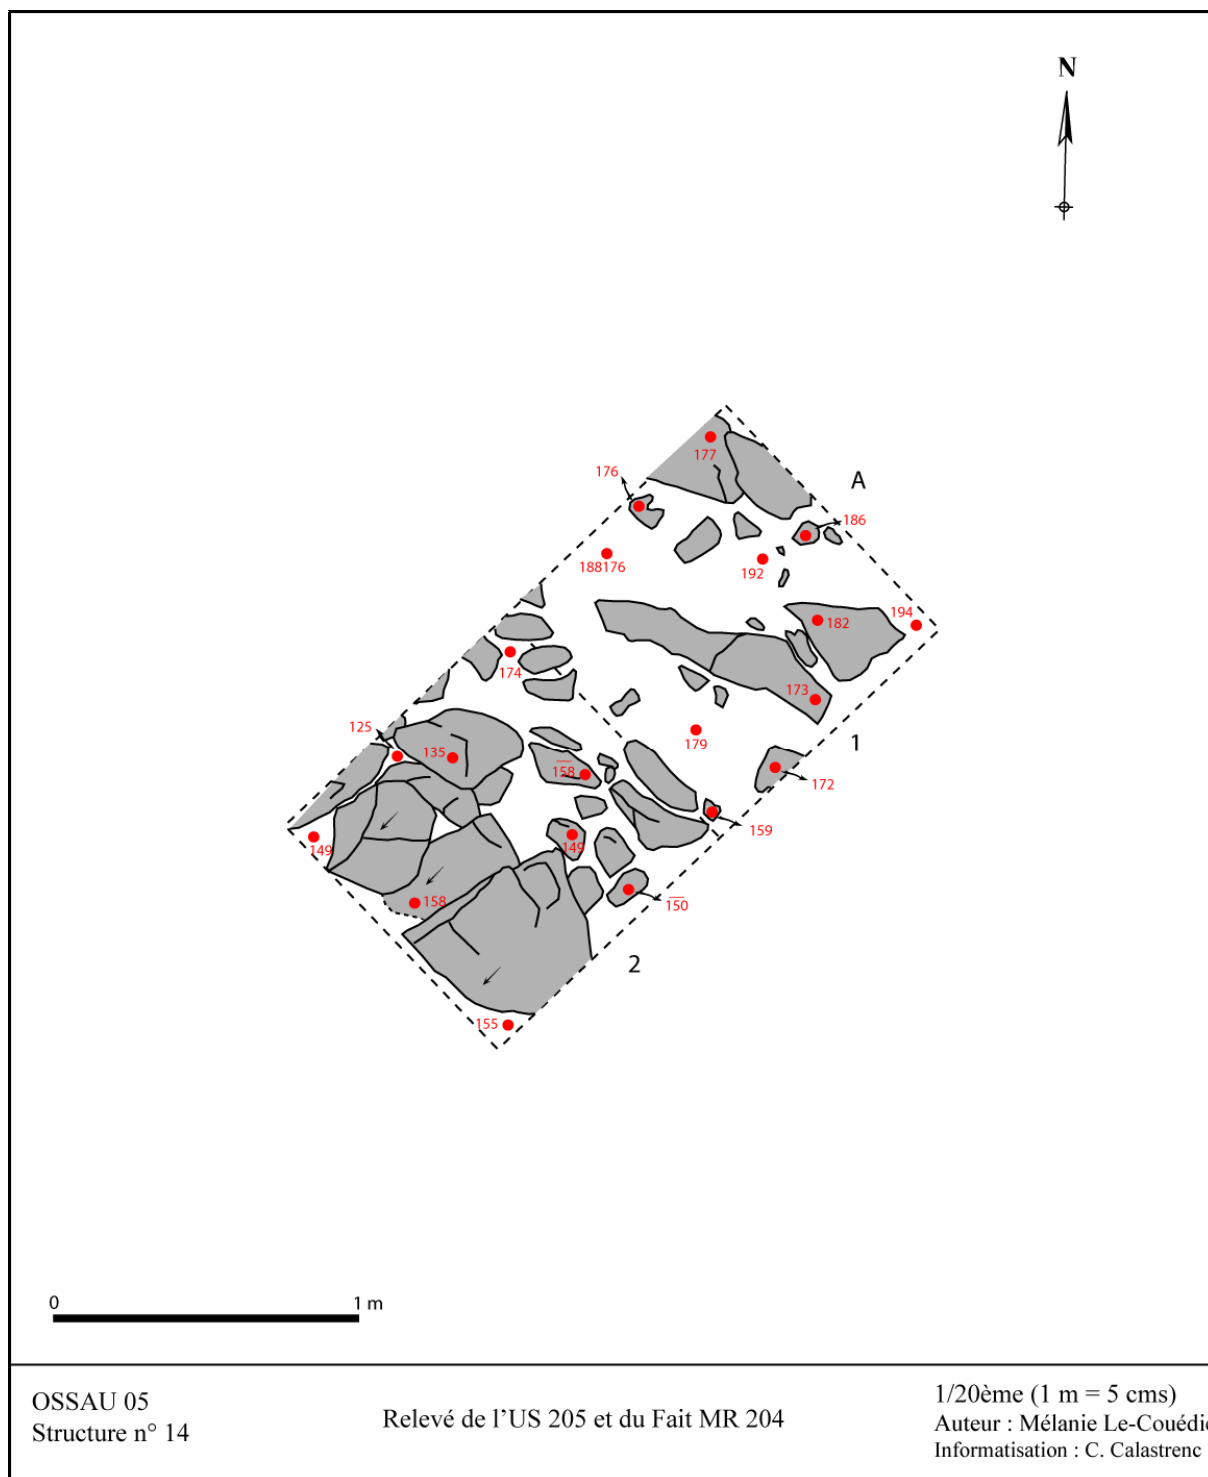 N
A
177
176
186
188176
192
194
182
174
173
125
179
1
135
158
172
159
149
149
158
150
2
155
0 1 m
OSSAU 05
Structure n° 14
Relevé de l'US 205 et du Fait MR 204
1/20ème (1 m = 5 cms)
Auteur : Mélanie Le-Couédic
Informatisation : C. Calastrenc